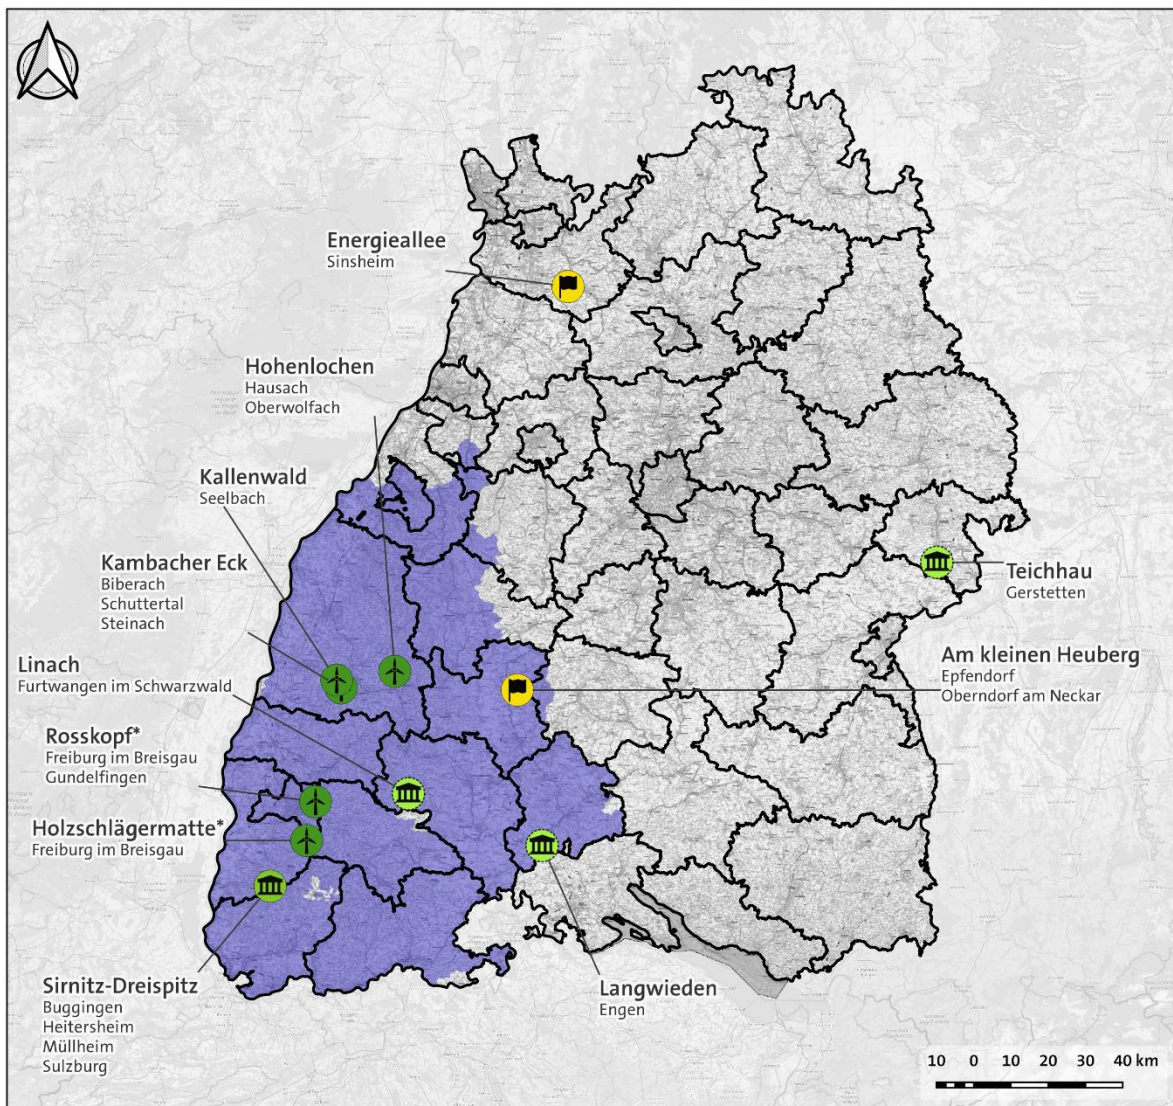 Energieallee
Sinsheim
Hohenlochen
Hausach
Oberwolfach
Kallenwald
Seelbach
Kambacher Eck
Biberach
Schuttertal
Steinach
Linach
Furtwangen im Schwarzwald
Rosskopf*
Freiburg im Breisgau
Gundelfingen
Holzschlägermatte*
Freiburg im Breisgau
Sirnitz-Dreispitz
Buggingen
Heitersheim
Müllheim
Sulzburg
Langwieden
Engen
Teichhau
Gerstetten
Am kleinen Heuberg
Epfendorf
Oberndorf am Neckar
10 0 10 20 30 40 km